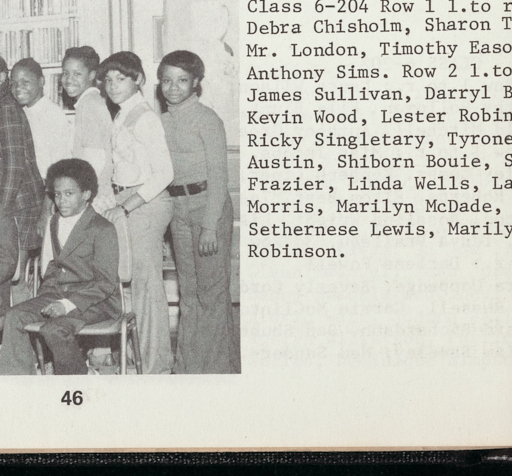 Class 6-204 Row 1 l.to r
Debra Chisholm, Sharon T
Mr. London, Timothy Easo
Anthony Sims. Row 2 l.to
James Sullivan, Darryl B
Kevin Wood, Lester Robin
Ricky Singletary, Tyrone
Austin, Shiborn Bouie, S
Frazier, Linda Wells, La
Morris, Marilyn McDade,
Sethernese Lewis, Marily
Robinson.
46